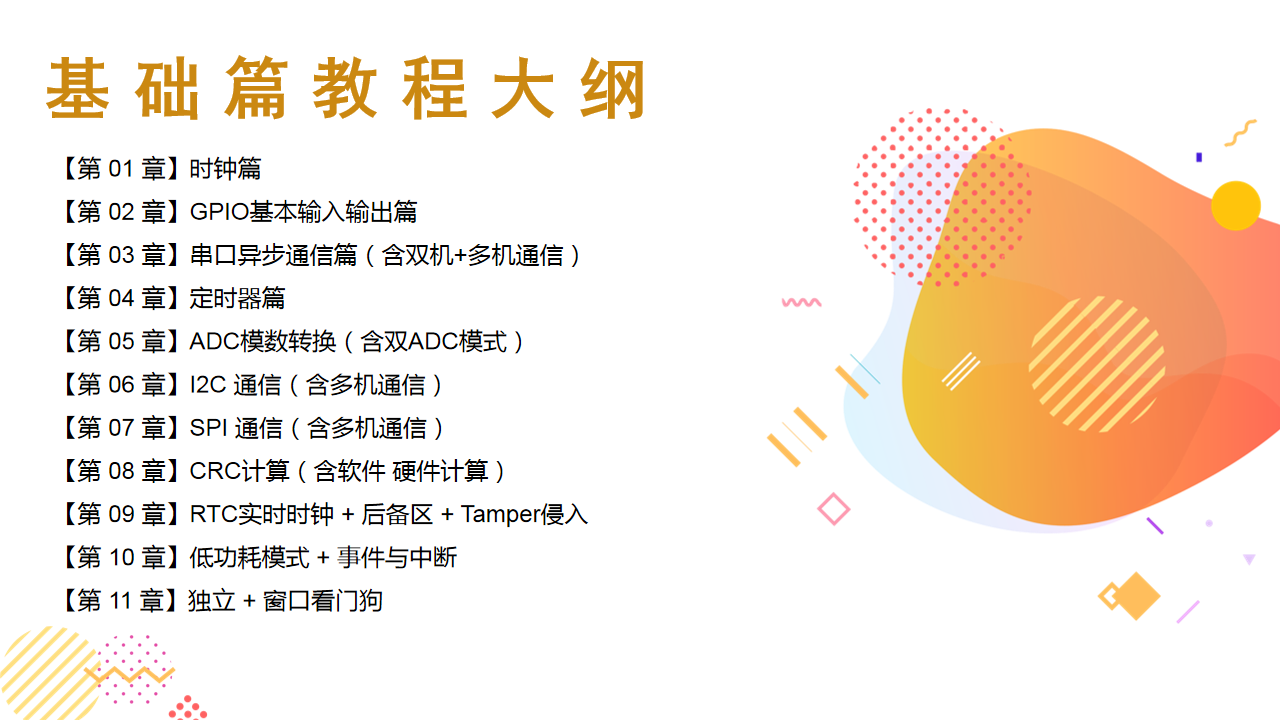 基础篇教程大纲
【第 01 章】时钟篇
【第 02 章】GPIO基本输入输出篇
【第 03 章】串口异步通信篇（含双机+多机通信）
【第 04 章】定时器篇
【第 05 章】ADC模数转换（含双ADC模式）
【第 06 章】I2C 通信（含多机通信）
【第 07 章】SPI 通信（含多机通信）
【第 08 章】CRC计算（含软件 硬件计算）
【第 09 章】RTC实时时钟 + 后备区 + Tamper侵入
【第 10 章】低功耗模式 + 事件与中断
【第 11 章】独立 + 窗口看门狗